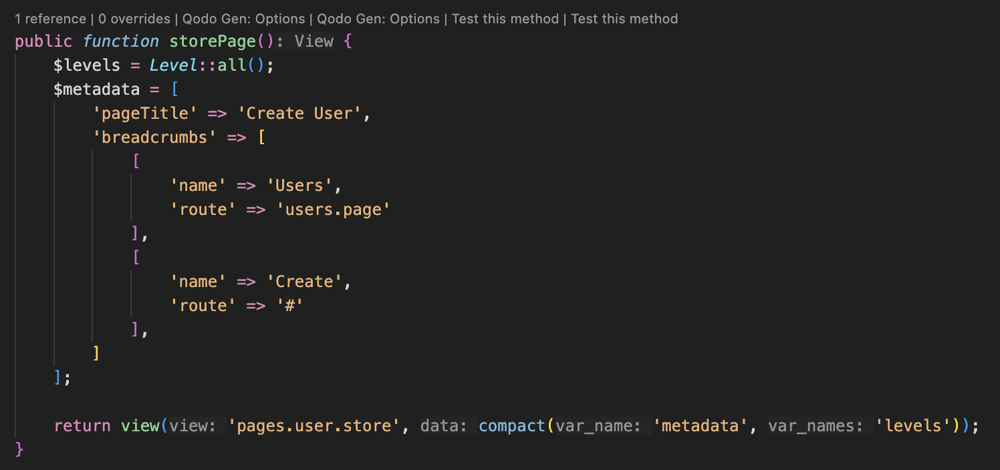 1 reference | 0 overrides | Qodo Gen: Options | Qodo Gen: Options | Test this method | Test this method
public function storePage(): View {
    $levels = Level::all();
    $metadata = [
        'pageTitle' => 'Create User',
        'breadcrumbs' => [
            [
                'name' => 'Users',
                'route' => 'users.page'
            ],
            [
                'name' => 'Create',
                'route' => '#'
            ],
        ]
    ];
    return view(view: 'pages.user.store', data: compact(var_name: 'metadata', var_names: 'levels'));
}